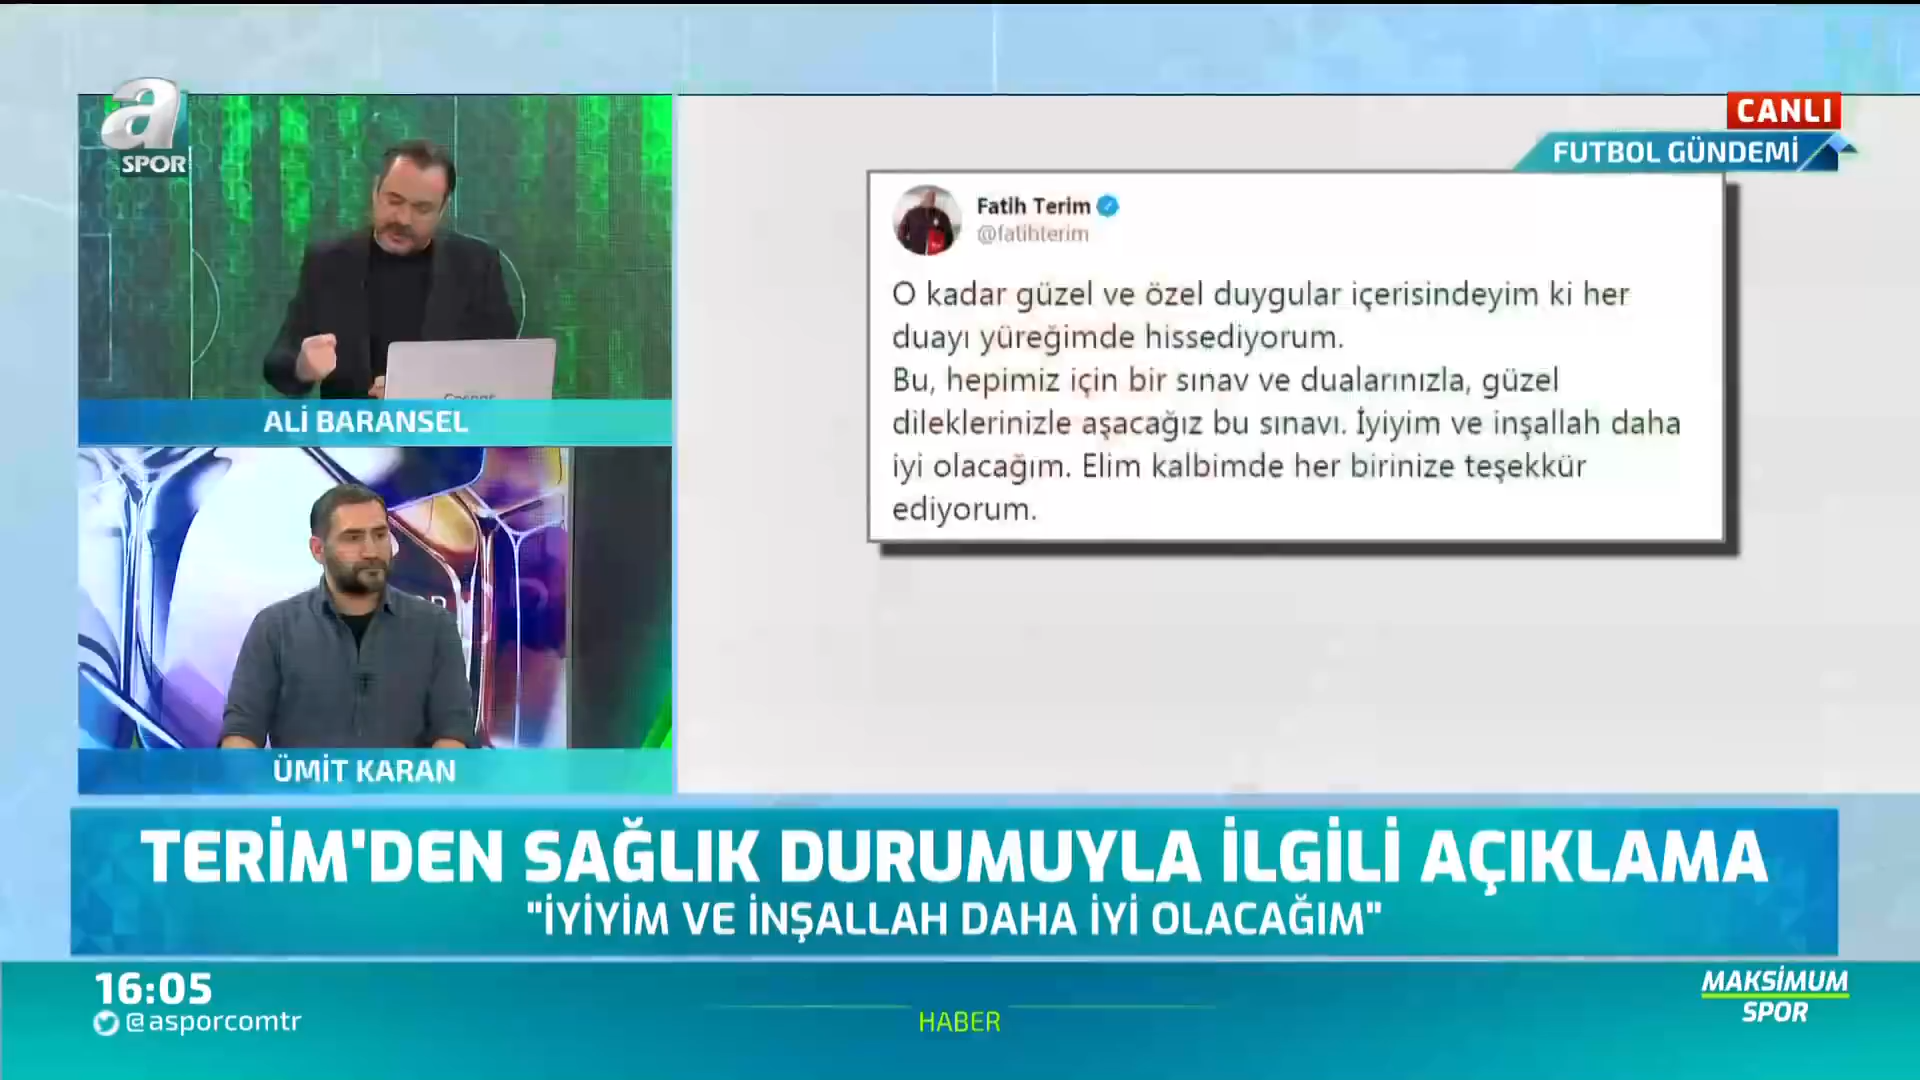 a
SPOR
CANLI
FUTBOL GÜNDEMİ
Fatih Terim
@fatihterim
O kadar güzel ve özel duygular içerisindeyim ki her
duayı yüreğimde hissediyorum.
Bu, hepimiz için bir sınav ve dualarınızla, güzel
dileklerinizle aşacağız bu sınavı. İyiyim ve inşallah daha
iyi olacağım. Elim kalbimde her birinize teşekkür
ediyorum.
ALİ BARANSEL
ÜMİT KARAN
TERİM'DEN SAĞLIK DURUMUYLA İLGİLİ AÇIKLAMA
"İYİYİM VE İNŞALLAH DAHA İYİ OLACAĞIM"
16:05
@asporcomtr
HABER
MAKSİMUM
SPOR